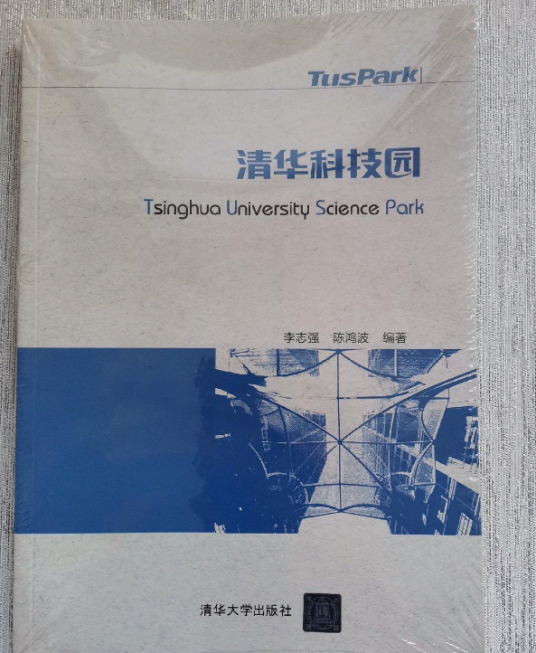 TusPark
清华科技园
Tsinghua University Science Park
李志强 陈鸿波 编著
清华大学出版社